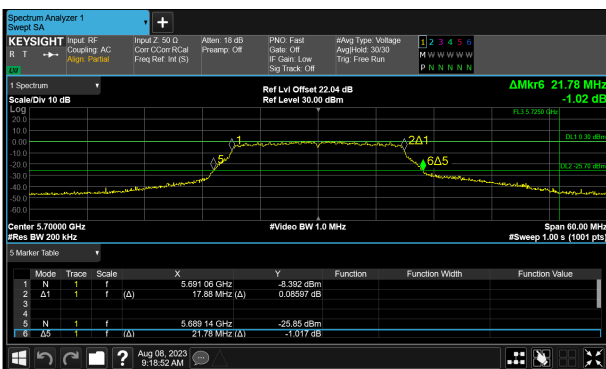 Spectrum Analyzer 1
Swept SA
+
KEYSIGHT Input: RF Input Z: 50 Ω Atten: 18 dB PNO: Fast #Avg Type: Voltage 1 2 3 4 5 6
R T Coupling: AC Corr CCorr RCal Preamp: Off Gate: Off Avg|Hold: 30/30 M W W W W W
Align: Partial Freq Ref: Int (S) IF Gain: Low Trig: Free Run P N N N N N
Sig Track: Off
LW
1 Spectrum Ref Lvl Offset 22.04 dB ΔMkr6 21.78 MHz
Scale/Div 10 dB Ref Level 30.00 dBm -1.02 dB
Log FL3 5.7250 GHz
20.0
10.0
0.00 1 2Δ1 DL1 0.30 dBm
-10.0
-20.0 5 6Δ5 DL2 -25.70 dBm
-30.0
-40.0
-50.0
-60.0
Center 5.70000 GHz #Video BW 1.0 MHz Span 60.00 MHz
#Res BW 200 kHz #Sweep 1.00 s (1001 pts)
5 Marker Table
Mode Trace Scale X Y Function Function Width Function Value
1 N 1 f 5.691 06 GHz -8.392 dBm
2 Δ1 1 f (Δ) 17.88 MHz (Δ) 0.08597 dB
3
4
5 N 1 f 5.689 14 GHz -25.85 dBm
6 Δ5 1 f (Δ) 21.78 MHz (Δ) -1.017 dB
? Aug 08, 2023
9:18:52 AM